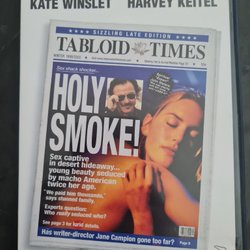 KATE WINSLET HARVEY KEITEL
SIZZLING LATE EDITION
TABLOID TIMES
Sex shock shocker...
HOLY
SMOKE!
Sex captive
in desert hideaway...
young beauty seduced
by macho American
twice her age.
"We paid him thousands,"
says shamed family.
Experts question:
Who really seduced who?
See page 3 for lurid details.
Has writer-director Jane Campion gone too far?